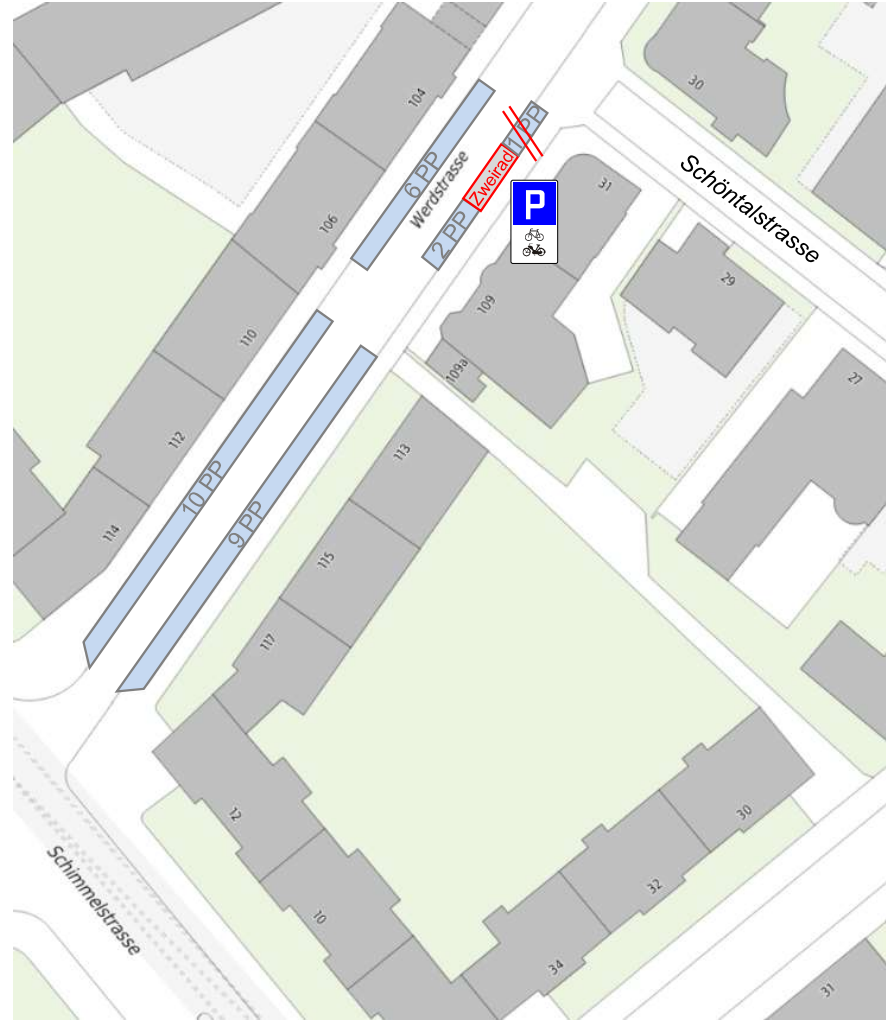 30
104
1 PP
6 PP
Werdstrasse
Zweirad
Schöntalstrasse
31
P
106
2 PP
29
109
110
109a
27
112
113
10 PP
9 PP
114
115
117
12
30
Schimmelstrasse
32
10
34
31